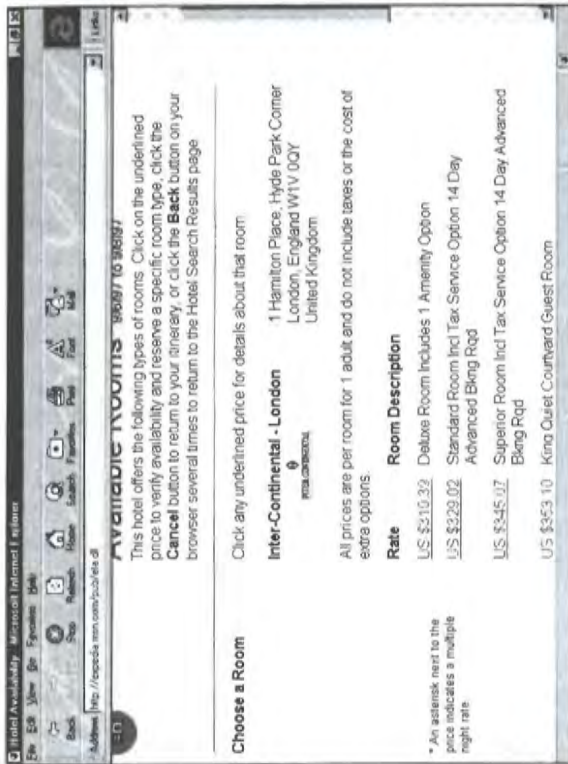 Hotel Availability - Microsoft Internet Explorer
File Edit View Go Favorites Help
Back Stop Refresh Home Search Favorites Print Font Mail
Address http://expedia.msn.com/pub/eta.dll Links
Available Rooms 9/6/97 to 9/8/97
This hotel offers the following types of rooms. Click on the underlined
price to verify availability and reserve a specific room type, click the
Cancel button to return to your itinerary, or click the Back button on your
browser several times to return to the Hotel Search Results page
Choose a Room
Click any underlined price for details about that room
Inter-Continental - London
1 Hamilton Place, Hyde Park Corner
London, England W1V 0QY
United Kingdom
All prices are per room for 1 adult and do not include taxes or the cost of
extra options.
Rate Room Description
* An asterisk next to the
price indicates a multiple
night rate
US $310.39 Deluxe Room Includes 1 Amenity Option
US $329.02 Standard Room Incl Tax Service Option 14 Day
Advanced Bkng Rqd
US $345.07 Superior Room Incl Tax Service Option 14 Day Advanced
Bkng Rqd
US $353.10 King Quiet Courtyard Guest Room